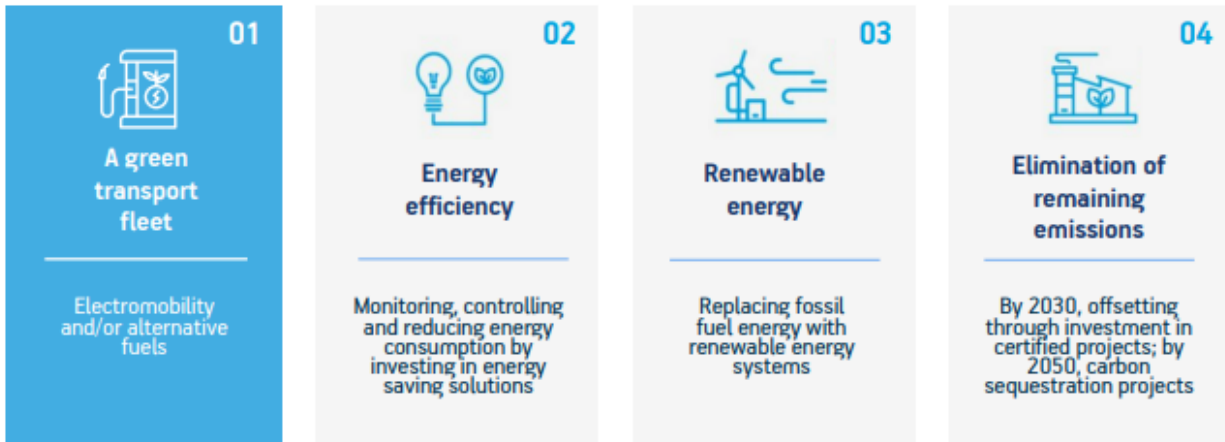 01
A green
transport
fleet
Electromobility
and/or alternative
fuels
02
Energy
efficiency
Monitoring, controlling
and reducing energy
consumption by
investing in energy
saving solutions
03
Renewable
energy
Replacing fossil
fuel energy with
renewable energy
systems
04
Elimination of
remaining
emissions
By 2030, offsetting
through investment in
certified projects; by
2050, carbon
sequestration projects